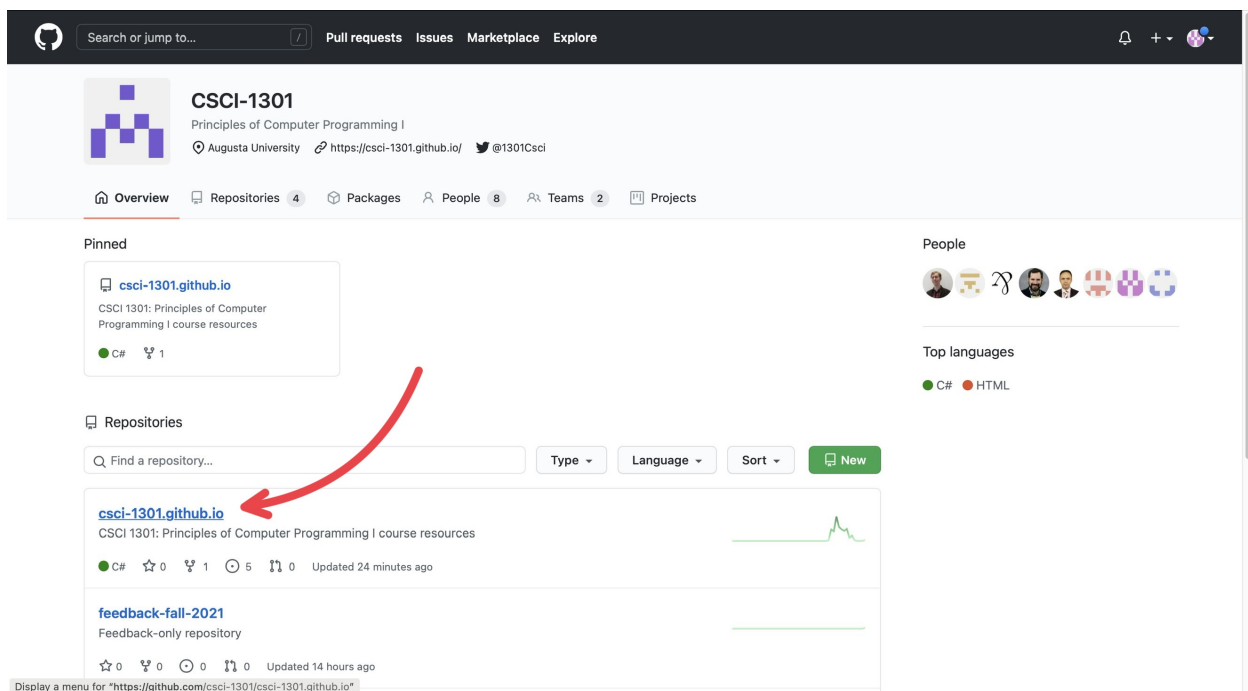 Search or jump to... / Pull requests Issues Marketplace Explore
CSCI-1301
Principles of Computer Programming I
Augusta University https://csci-1301.github.io/ @1301Csci
Overview Repositories 4 Packages People 8 Teams 2 Projects
Pinned
csci-1301.github.io
CSCI 1301: Principles of Computer
Programming I course resources
C# 1
People
Top languages
C# HTML
Repositories
Find a repository... Type Language Sort New
csci-1301.github.io
CSCI 1301: Principles of Computer Programming I course resources
C# 0 1 5 0 Updated 24 minutes ago
feedback-fall-2021
Feedback-only repository
0 0 0 0 Updated 14 hours ago
Display a menu for "https://github.com/csci-1301/csci-1301.github.io"